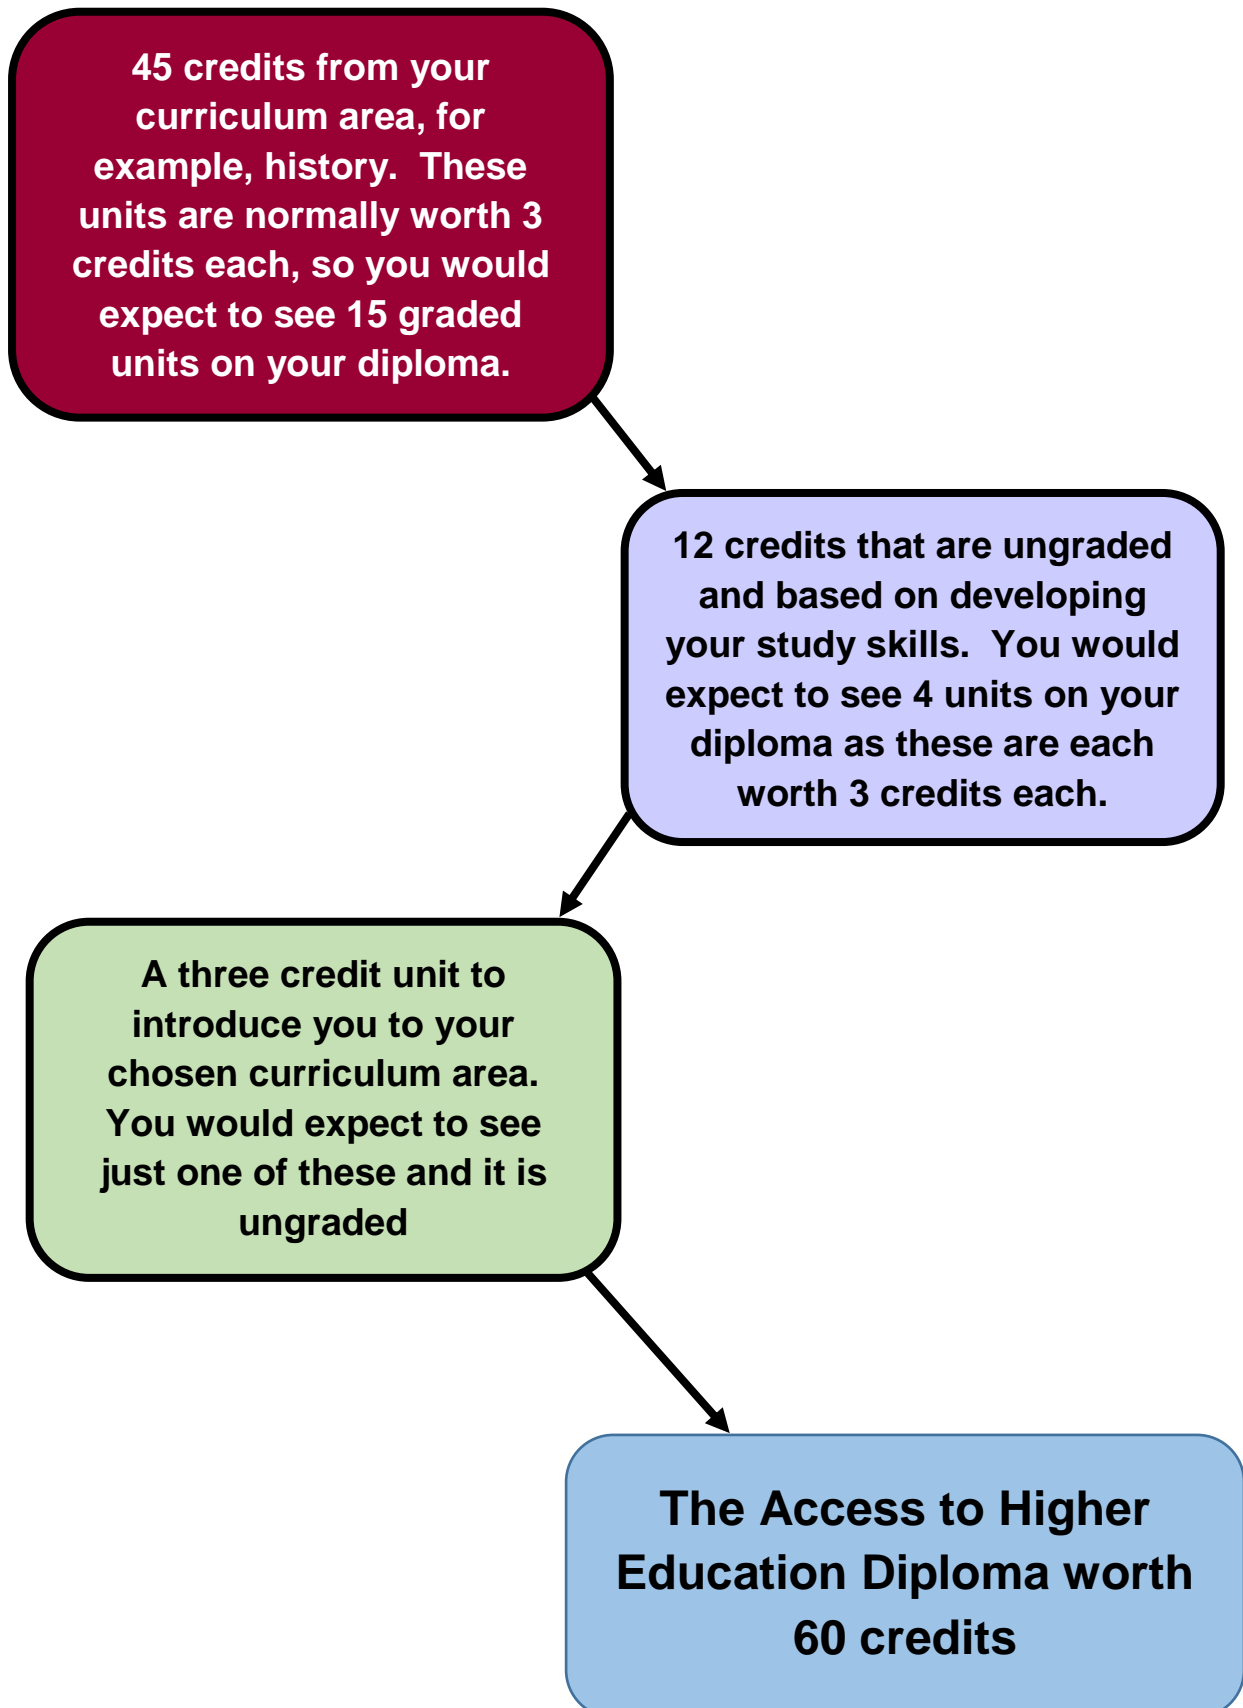 45 credits from your
curriculum area, for
example, history.  These
units are normally worth 3
credits each, so you would
expect to see 15 graded
units on your diploma.
12 credits that are ungraded
and based on developing
your study skills.  You would
expect to see 4 units on your
diploma as these are each
worth 3 credits each.
A three credit unit to
introduce you to your
chosen curriculum area.
You would expect to see
just one of these and it is
ungraded
The Access to Higher
Education Diploma worth
60 credits